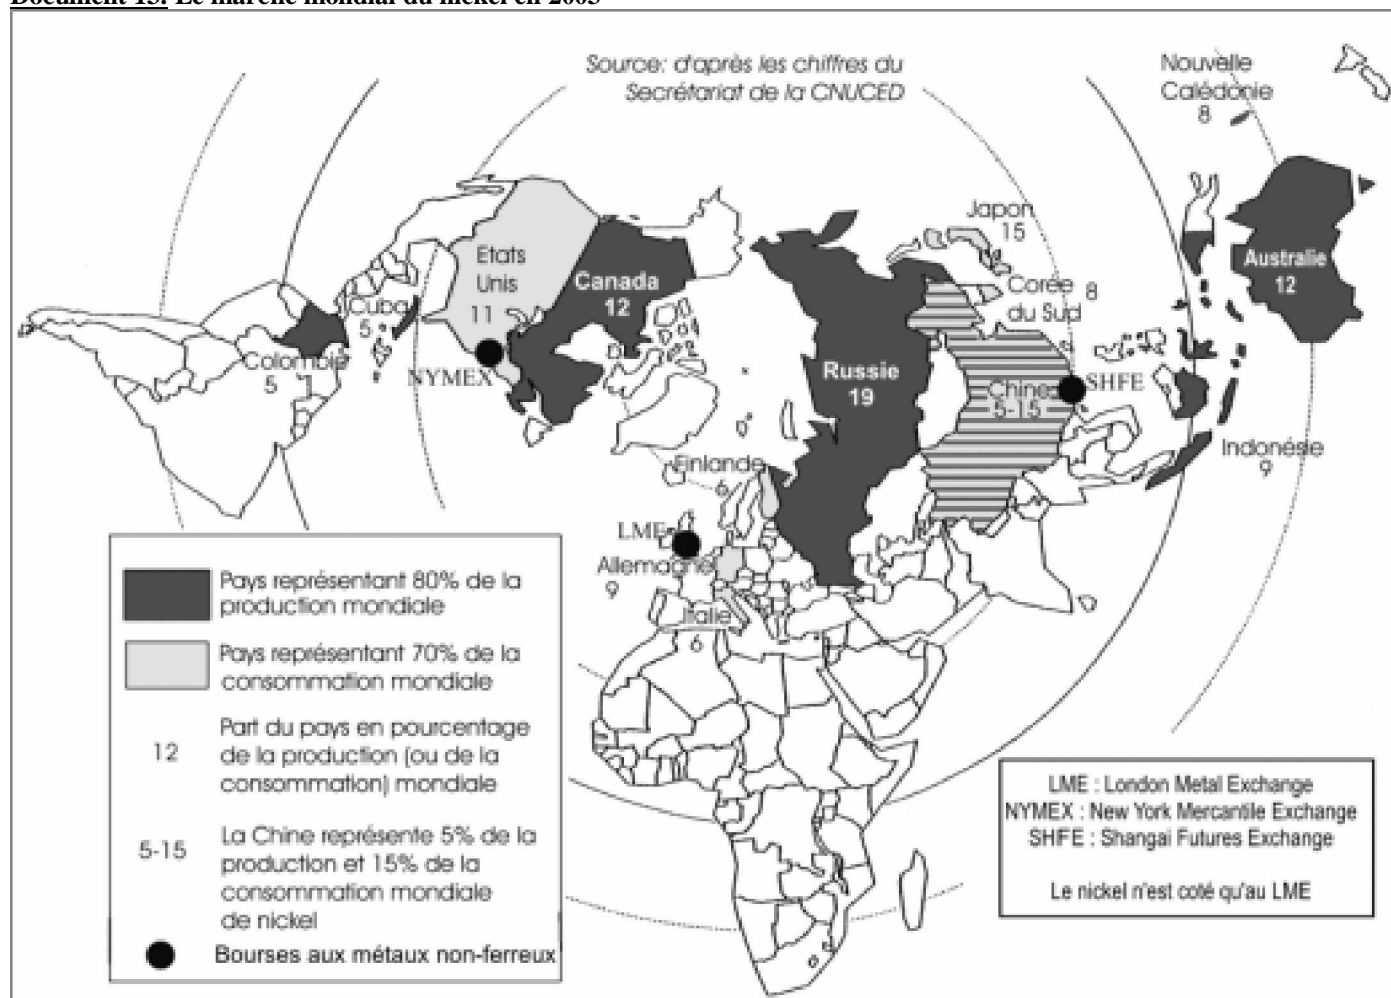 Document 13: Le marché mondial du nickel en 2005
Source: d'après les chiffres du
Secrétariat de la CNUCED
Nouvelle
Calédonie
8
Japon
15
Etats
Unis
11
Canada
12
Australie
12
Corée
du Sud
8
Cuba
5
Colombie
5
NYMEX
Russie
19
Chine
5-15
SHFE
Indonésie
9
Finlande
6
LME
Allemagne
9
Italie
6
Pays représentant 80% de la
production mondiale
Pays représentant 70% de la
consommation mondiale
12
Part du pays en pourcentage
de la production (ou de la
consommation) mondiale
5-15
La Chine représente 5% de la
production et 15% de la
consommation mondiale
de nickel
Bourses aux métaux non-ferreux
LME : London Metal Exchange
NYMEX : New York Mercantile Exchange
SHFE : Shangai Futures Exchange
Le nickel n'est coté qu'au LME